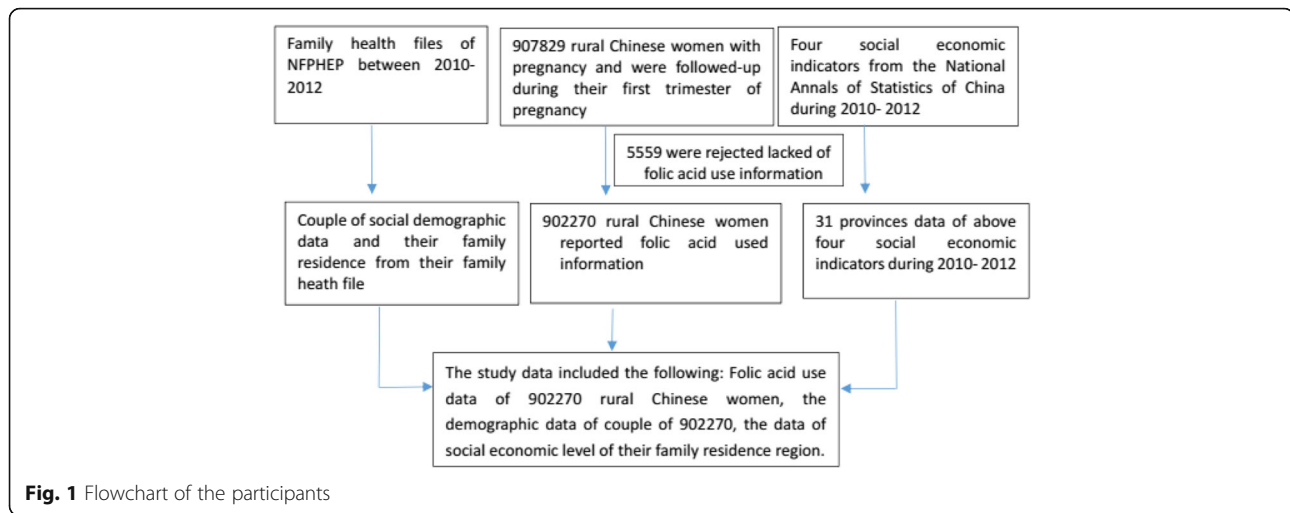 Family health files of
NFPHEP between 2010-
2012
907829 rural Chinese women with
pregnancy and were followed-up
during their first trimester of
pregnancy
Four social economic
indicators from the National
Annals of Statistics of China
during 2010- 2012
5559 were rejected lacked of
folic acid use information
Couple of social demographic
data and their family
residence from their family
heath file
902270 rural Chinese women
reported folic acid used
information
31 provinces data of above
four social economic
indicators during 2010- 2012
The study data included the following: Folic acid use
data of 902270 rural Chinese women, the
demographic data of couple of 902270, the data of
social economic level of their family residence region.
Fig. 1 Flowchart of the participants